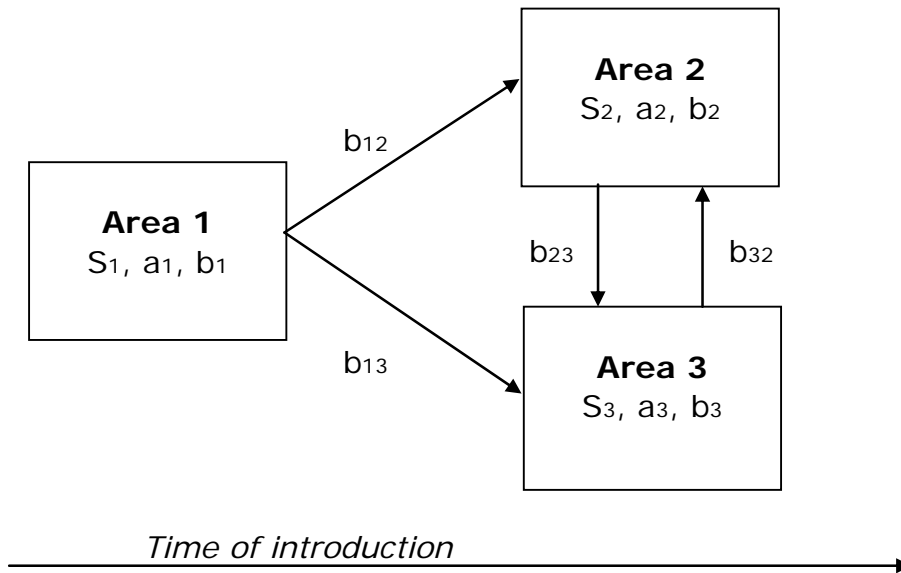 Area 2
S2, a2, b2
b12
Area 1
S1, a1, b1
b23
b32
b13
Area 3
S3, a3, b3
Time of introduction